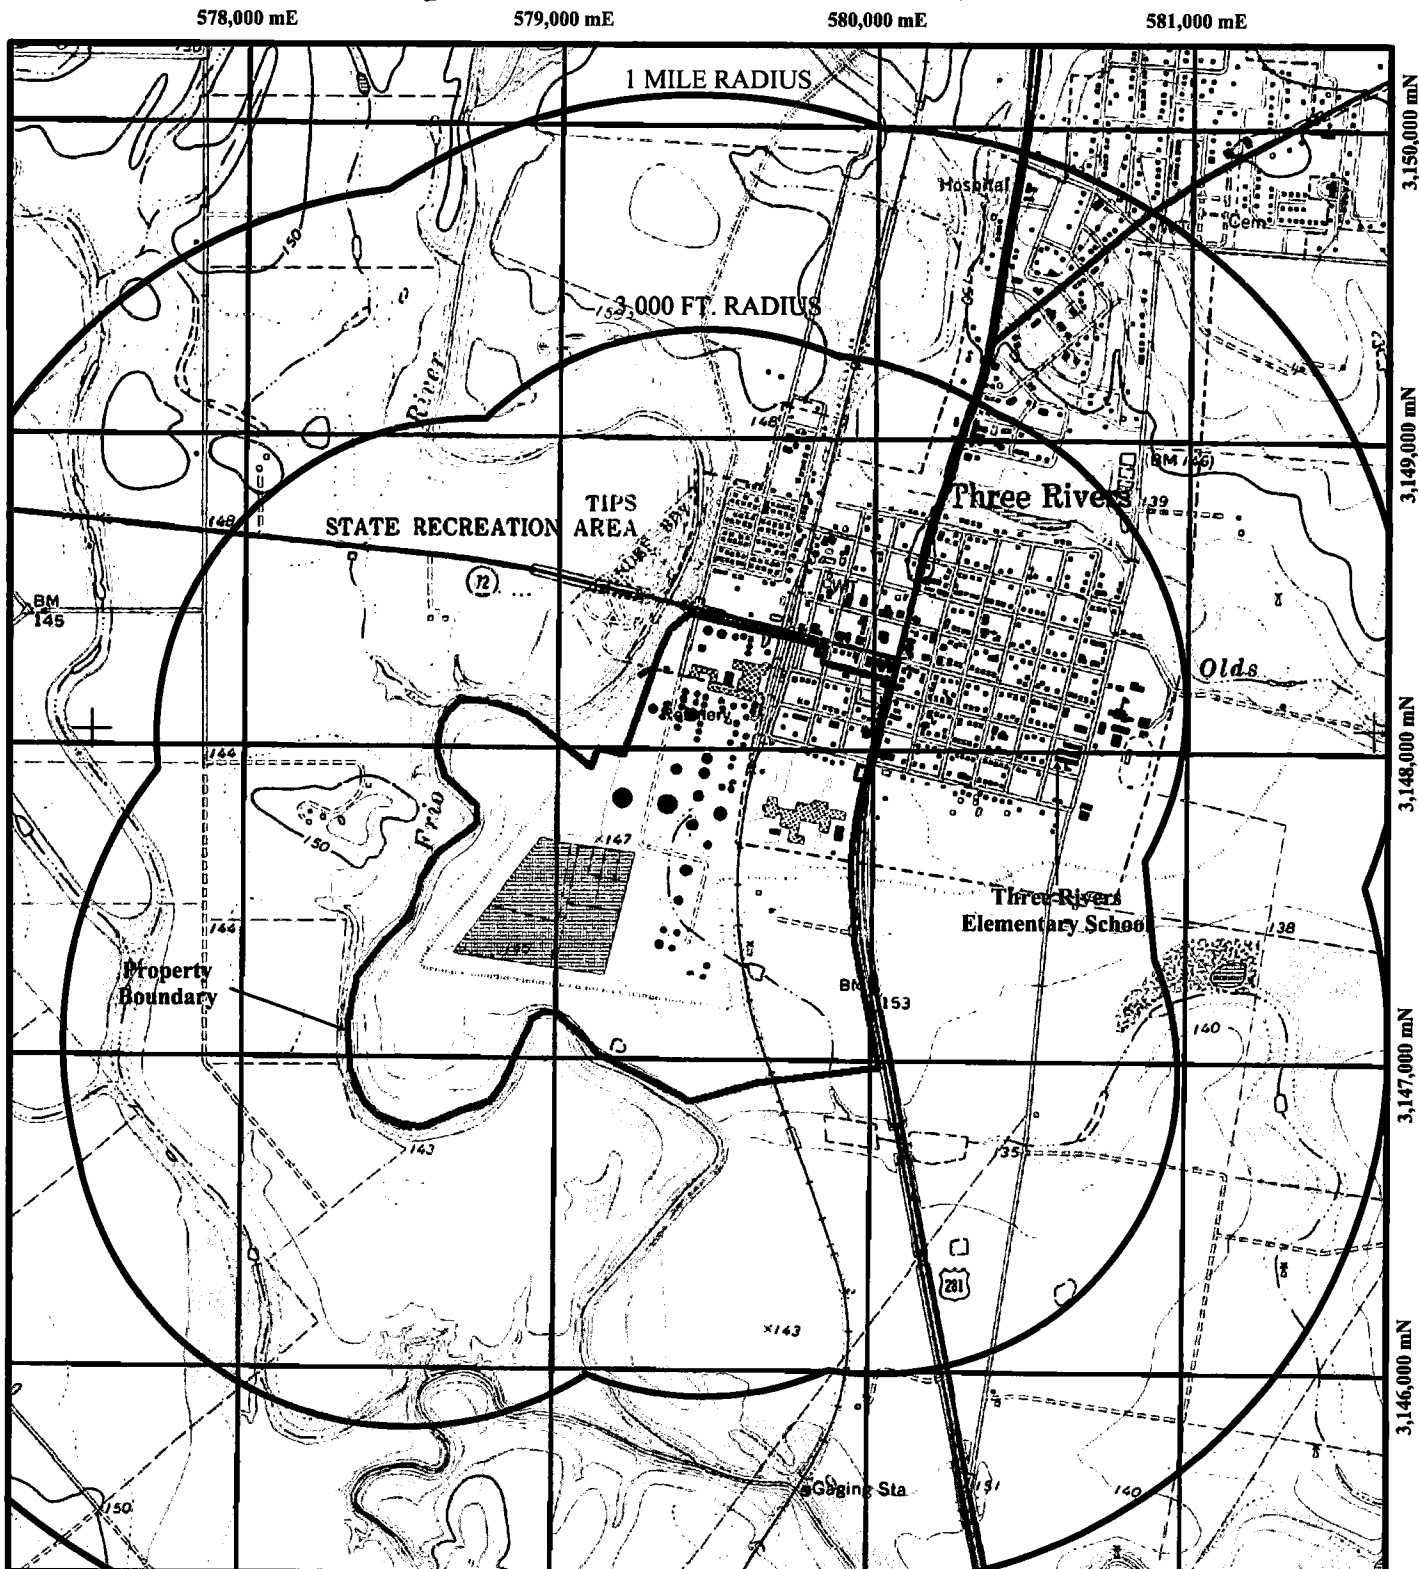 578,000 mE 579,000 mE 580,000 mE 581,000 mE
1 MILE RADIUS
3,150,000 mN
Hospital
Cem
150
150
3,000 FT. RADIUS
River
3,149,000 mN
148
(BM 146)
Three Rivers
139
TIPS
STATE RECREATION AREA
148
72
BM
145
Olds
Refinery
144
3,148,000 mN
Frio
150
147
Three Rivers
Elementary School
144
138
145
Property
Boundary
BM
153
140
3,147,000 mN
143
135
281
143
3,146,000 mN
Gaging Sta
151
140
150